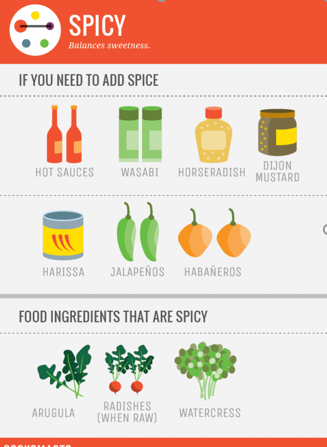 SPICY
Balances sweetness.
IF YOU NEED TO ADD SPICE
HOT SAUCES
WASABI
HORSERADISH
DIJON
MUSTARD
HARISSA
JALAPEÑOS
HABAÑEROS
FOOD INGREDIENTS THAT ARE SPICY
ARUGULA
RADISHES
(WHEN RAW)
WATERCRESS